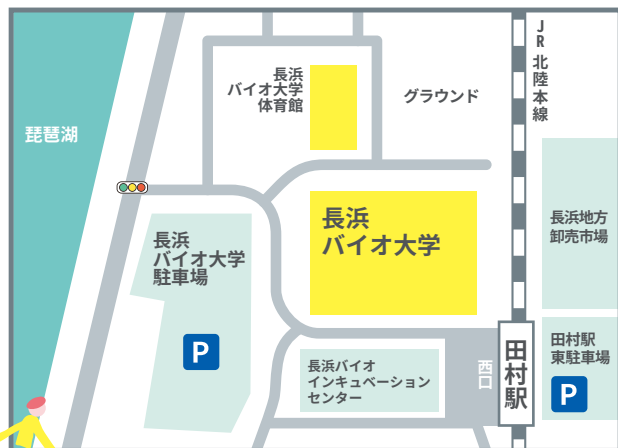 JR北陸本線
長浜
バイオ大学
体育館
グラウンド
琵琶湖
長浜
バイオ大学
長浜地方
卸売市場
長浜
バイオ大学
駐車場
P
田村駅
西口
田村駅
東駐車場
P
長浜バイオ
インキュベーション
センター